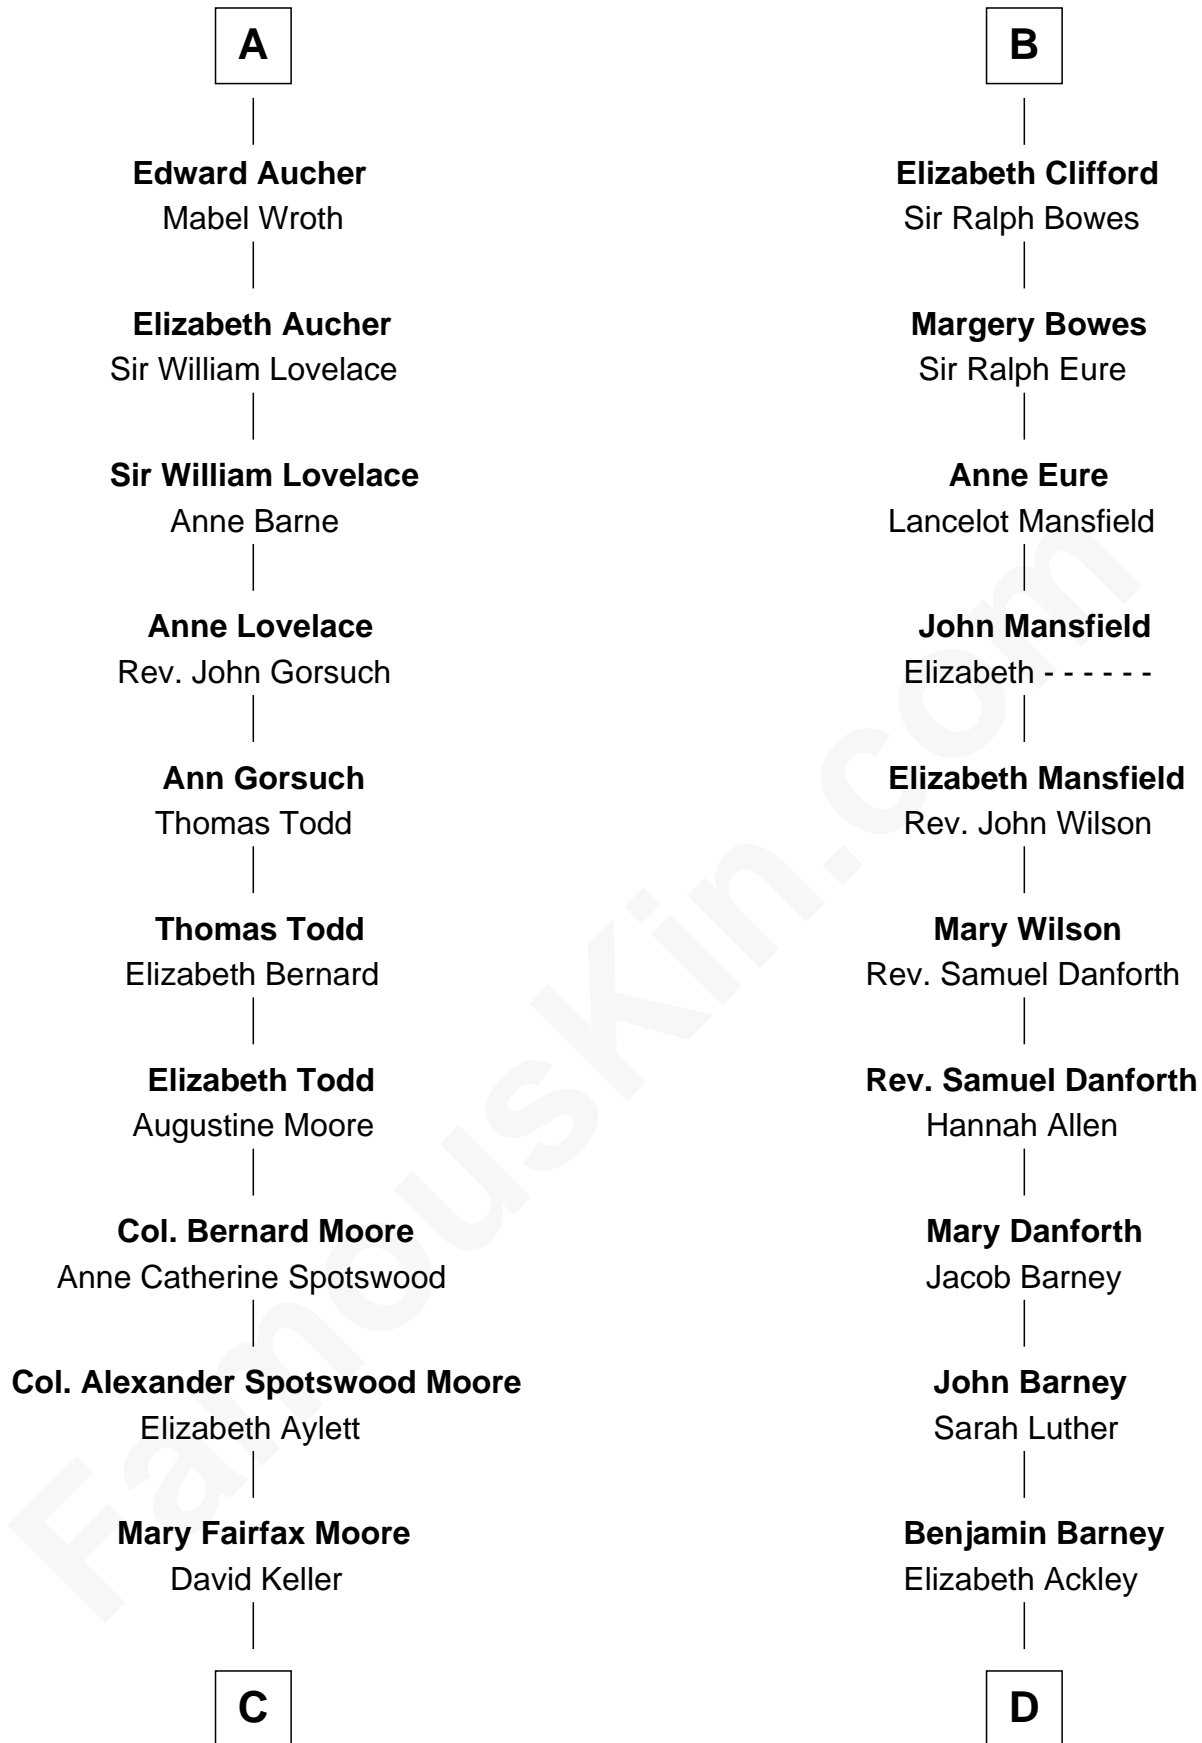 A
Edward Aucher
Mabel Wroth
Elizabeth Aucher
Sir William Lovelace
Sir William Lovelace
Anne Barne
Anne Lovelace
Rev. John Gorsuch
Ann Gorsuch
Thomas Todd
Thomas Todd
Elizabeth Bernard
Elizabeth Todd
Augustine Moore
Col. Bernard Moore
Anne Catherine Spotswood
Col. Alexander Spotswood Moore
Elizabeth Aylett
Mary Fairfax Moore
David Keller
C
B
Elizabeth Clifford
Sir Ralph Bowes
Margery Bowes
Sir Ralph Eure
Anne Eure
Lancelot Mansfield
John Mansfield
Elizabeth - - - - - -
Elizabeth Mansfield
Rev. John Wilson
Mary Wilson
Rev. Samuel Danforth
Rev. Samuel Danforth
Hannah Allen
Mary Danforth
Jacob Barney
John Barney
Sarah Luther
Benjamin Barney
Elizabeth Ackley
D
FamousKin.com